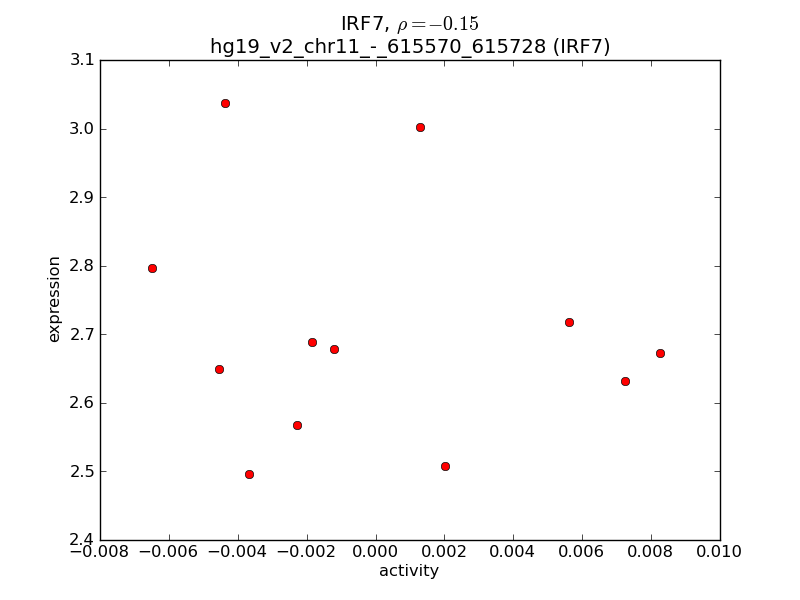 IRF7, ρ = −0.15
hg19_v2_chr11_-_615570_615728 (IRF7)
3.1
3.0
2.9
2.8
2.7
2.6
2.5
2.4
expression
−0.008 −0.006 −0.004 −0.002 0.000 0.002 0.004 0.006 0.008 0.010
activity